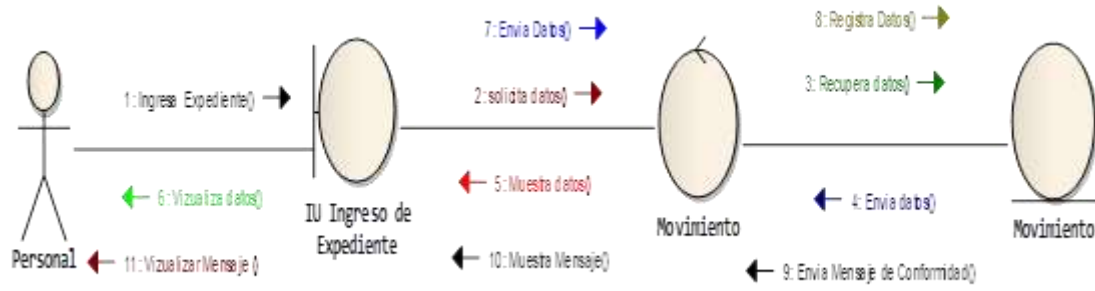 8 : Registra Datos()
7 : Envia Datos()
1 : Ingresa Expediente()
2 : solicita datos()
3 : Recupera datos()
6 : Vizualiza datos()
5 : Muestra datos()
4 : Envia datos()
IU Ingreso de
Expediente
Movimiento
Movimiento
Personal
11 : Vizualizar Mensaje ()
10 : Muestra Mensaje()
9 : Envia Mensaje de Conformidad()